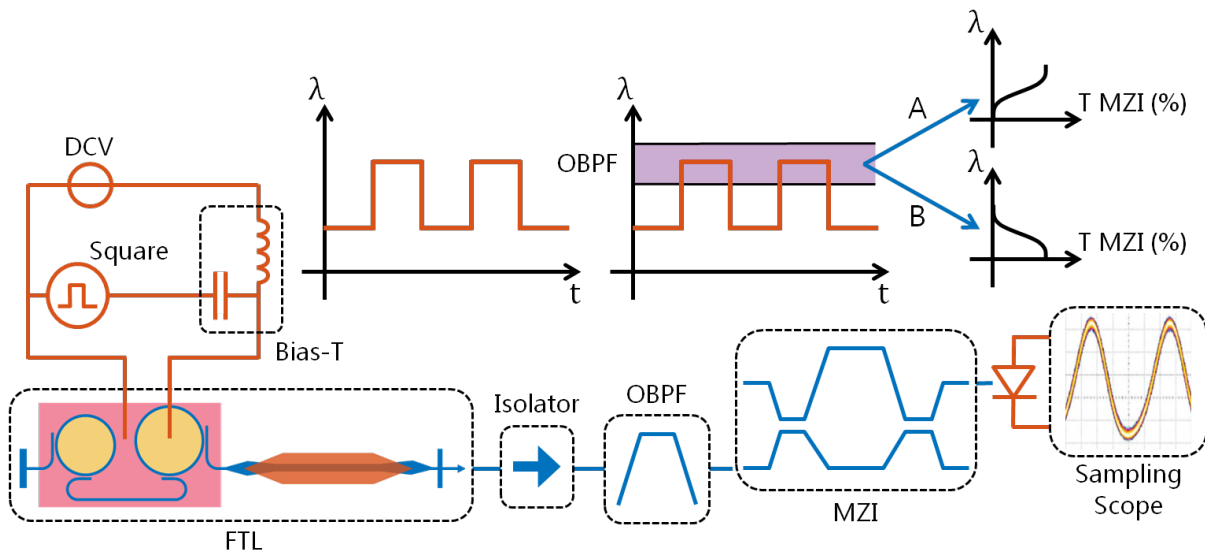 λ
λ
λ
T MZI (%)
A
DCV
OBPF
λ
B
T MZI (%)
Square
t
t
Bias-T
Isolator
OBPF
MZI
Sampling
Scope
FTL